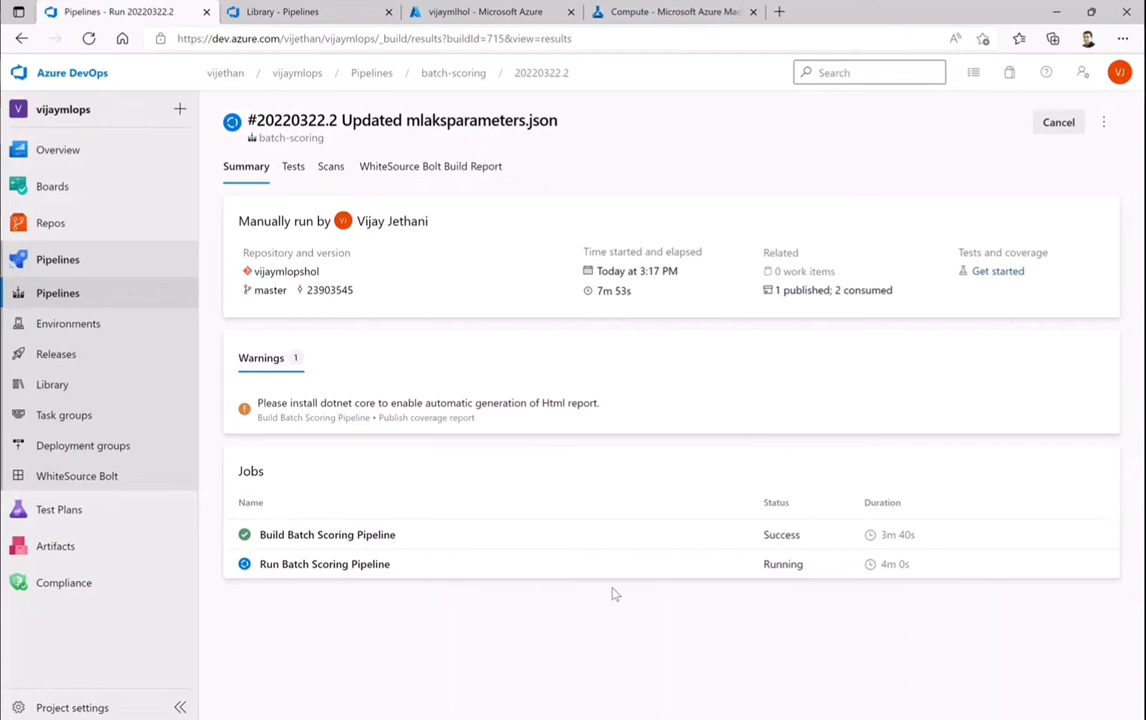 Pipelines - Run 20220322.2
Library - Pipelines
vijaymlhol - Microsoft Azure
Compute - Microsoft Azure Mac
https://dev.azure.com/vijethan/vijaymlops/_build/results?buildId=715&view=results
Azure DevOps
vijethan / vijaymlops / Pipelines / batch-scoring / 20220322.2
Search
VJ
V vijaymlops
Overview
Boards
Repos
Pipelines
Pipelines
Environments
Releases
Library
Task groups
Deployment groups
WhiteSource Bolt
Test Plans
Artifacts
Compliance
Project settings
#20220322.2 Updated mlaksparameters.json
batch-scoring
Cancel
Summary Tests Scans WhiteSource Bolt Build Report
Manually run by VJ Vijay Jethani
Repository and version
vijaymlopshol
master 23903545
Time started and elapsed
Today at 3:17 PM
7m 53s
Related
0 work items
1 published; 2 consumed
Tests and coverage
Get started
Warnings 1
Please install dotnet core to enable automatic generation of Html report.
Build Batch Scoring Pipeline • Publish coverage report
Jobs
Name Status Duration
Build Batch Scoring Pipeline Success 3m 40s
Run Batch Scoring Pipeline Running 4m 0s